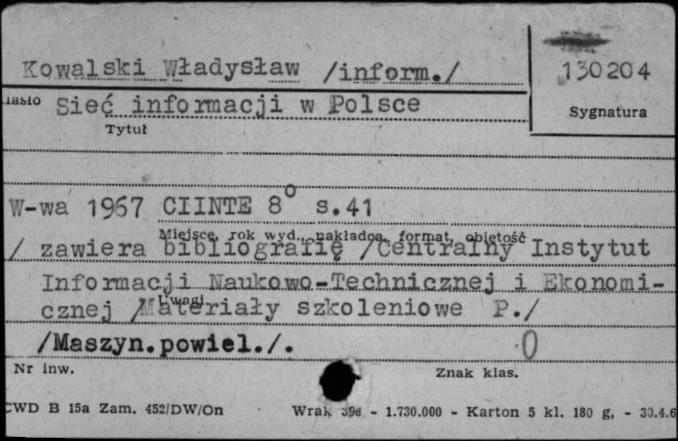 Kowalski Władysław /inform./
130204
Sygnatura
Sieć informacji w Polsce
Tytuł
W-wa 1967 CIINTE 8° s.41
Miejsce, rok wyd., nakładca, format, objętość
/ zawiera bibliografię /Centralny Instytut
Informacji Naukowo-Technicznej i Ekonomi-
Uwagi
cznej /Materiały szkoleniowe P./
/Maszyn.powiel./. 0
Nr inw.
Znak klas.
CWD B 15a Zam. 452/DW/On Wrak 396 - 1.730.000 - Karton 5 kl. 180 g, - 30.4.6